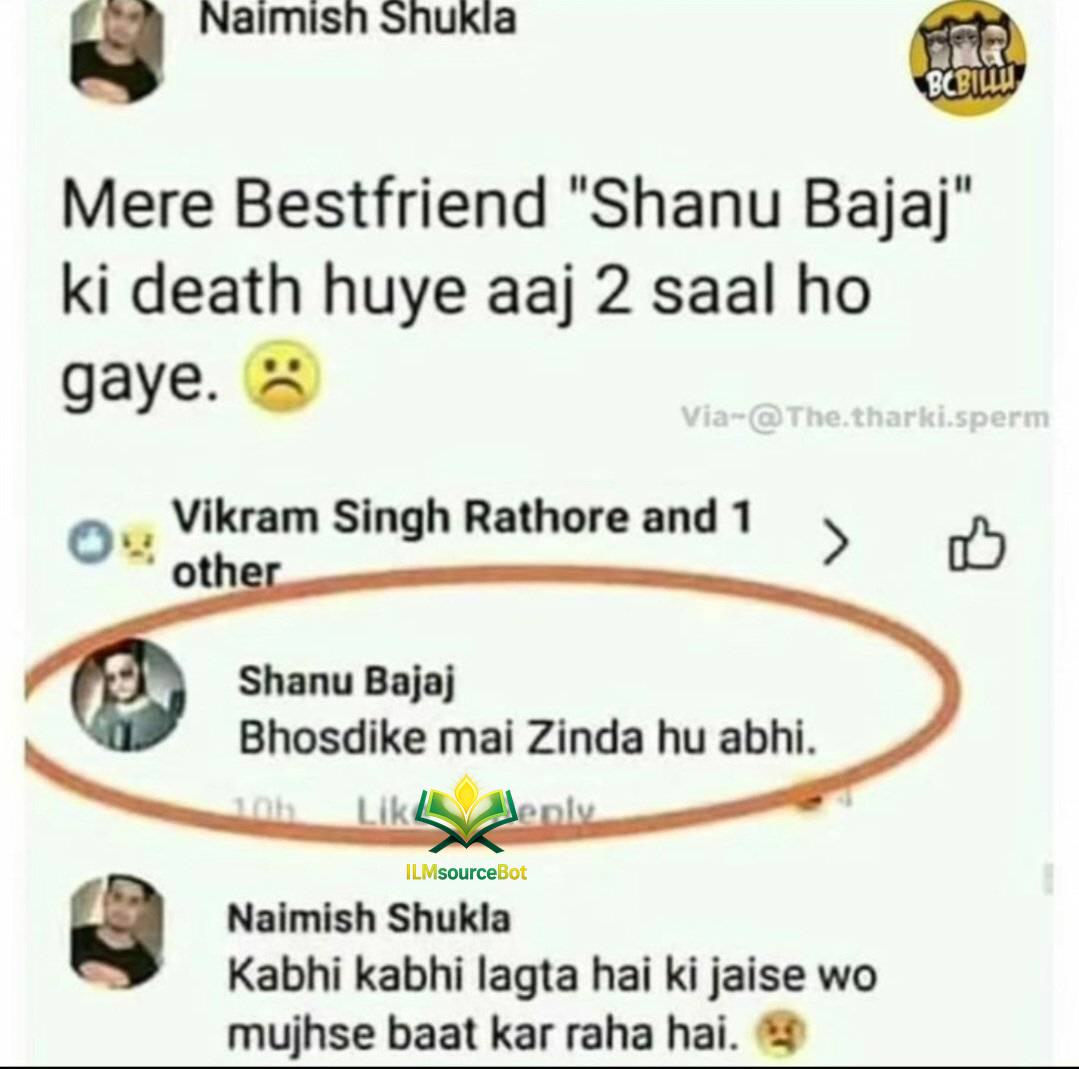 Naimish Shukla
BCBILLU
Mere Bestfriend "Shanu Bajaj"
ki death huye aaj 2 saal ho
gaye. ☹️
Via~@The.tharki.sperm
Vikram Singh Rathore and 1
other
Shanu Bajaj
Bhosdike mai Zinda hu abhi.
10h
ILMsourceBot
Naimish Shukla
Kabhi kabhi lagta hai ki jaise wo
mujhse baat kar raha hai. 😢